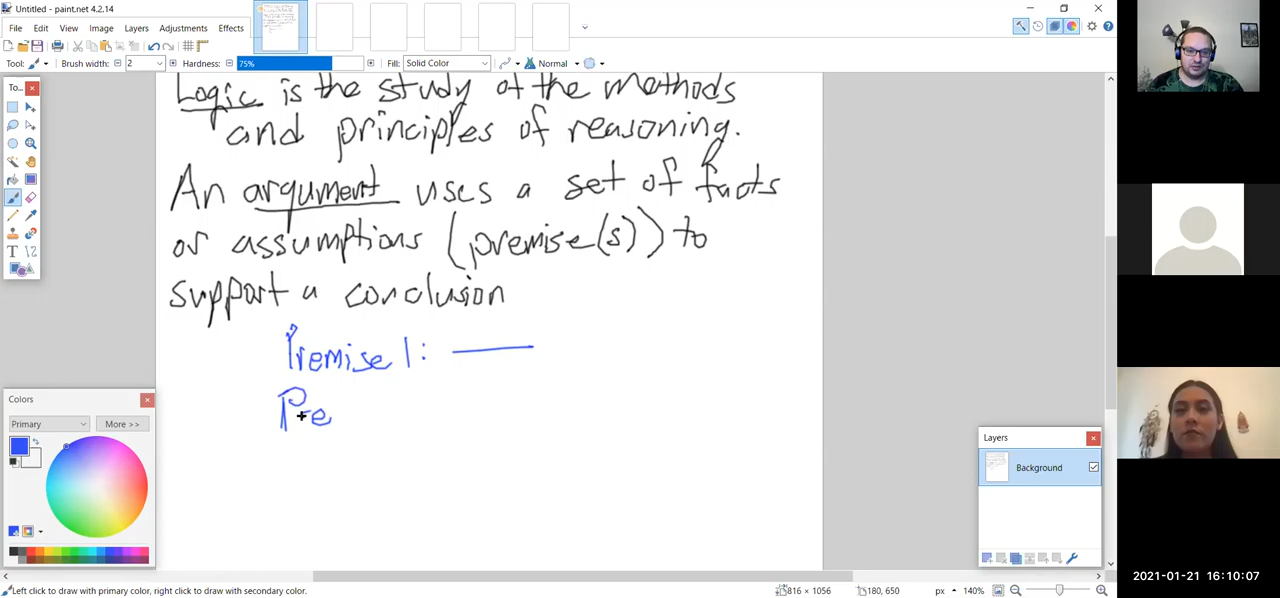 Untitled - paint.net 4.2.14
File Edit View Image Layers Adjustments Effects
Tool: Brush width: 2 Hardness: 75% Fill: Solid Color Normal
To...
Logic is the study of the methods
and principles of reasoning.
An argument uses a set of facts
or assumptions (premise(s)) to
support a conclusion
Premise 1:
Pre
Colors
Primary More >>
Layers
Background
Left click to draw with primary color, right click to draw with secondary color.
816 × 1056 180, 650 px 140%
2021-01-21 16:10:07